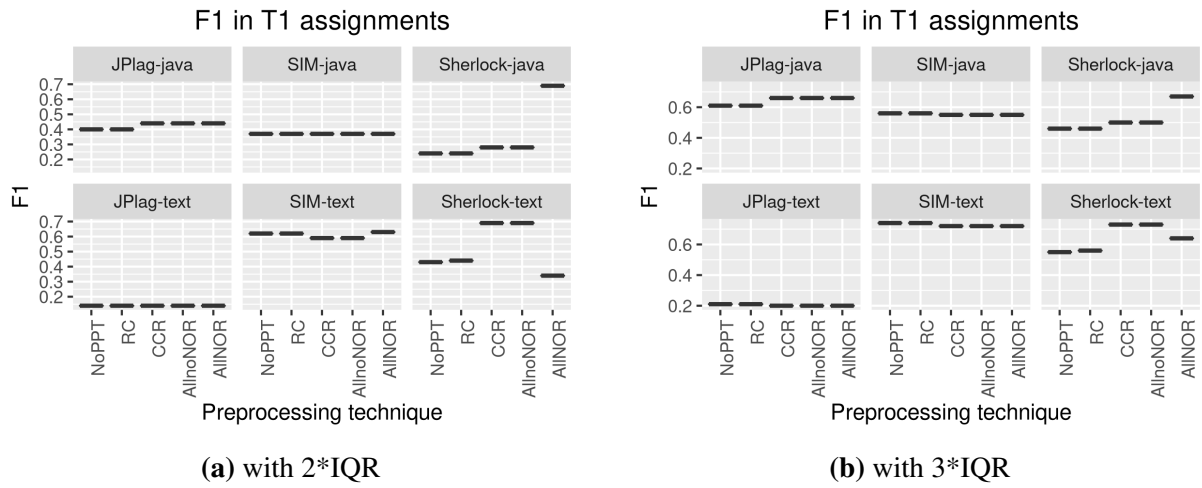 F1 in T1 assignments
JPlag-java SIM-java Sherlock-java
0.7
0.6
0.5
0.4
0.3
0.2
JPlag-text SIM-text Sherlock-text
0.7
0.6
0.5
0.4
0.3
0.2
F1
NoPPT RC CCR AllnoNOR AllNOR NoPPT RC CCR AllnoNOR AllNOR NoPPT RC CCR AllnoNOR AllNOR
Preprocessing technique
(a) with 2*IQR
F1 in T1 assignments
JPlag-java SIM-java Sherlock-java
0.6
0.4
0.2
JPlag-text SIM-text Sherlock-text
0.6
0.4
0.2
F1
NoPPT RC CCR AllnoNOR AllNOR NoPPT RC CCR AllnoNOR AllNOR NoPPT RC CCR AllnoNOR AllNOR
Preprocessing technique
(b) with 3*IQR